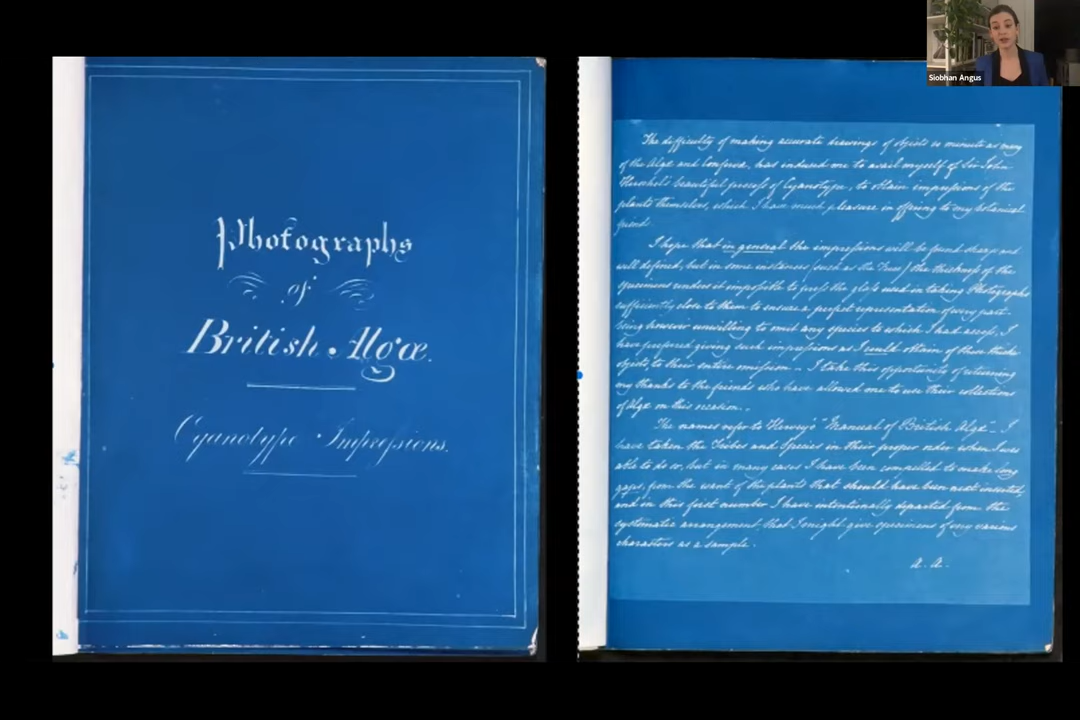 Siobhan Angus
Photographs
of
British Algæ.
Cyanotype Impressions.
The difficulty of making accurate drawings of objects so minute as many
of the Algæ and Confervæ, has induced me to avail myself of Sir John
Herschel's beautiful process of Cyanotype, to obtain impressions of the
plants themselves, which I have much pleasure in offering to my botanical
friends.
I hope that in general the impressions will be found sharp and
well defined, but in some instances (such as the Fuci) the thickness of the
specimens renders it impossible to press the glass used in taking Photographs
sufficiently close to them to ensure a perfect representation of every part.
Being however unwilling to omit any species to which I had access, I
have preferred giving such impressions as I could obtain of these thick
objects, to their entire omission. I take this opportunity of returning
my thanks to the friends who have allowed me to use their collections
of Algæ on this occasion.
The names refer to Harvey's "Manual of British Algæ". I
have taken the Tribes and Species in their proper order when I was
able to do so, but in many cases I have been compelled to make long
gaps, from the want of the plants that should have been next inserted,
and in this first number I have intentionally departed from the
systematic arrangement, that I might give specimens of very various
characters as a sample.
A. A.